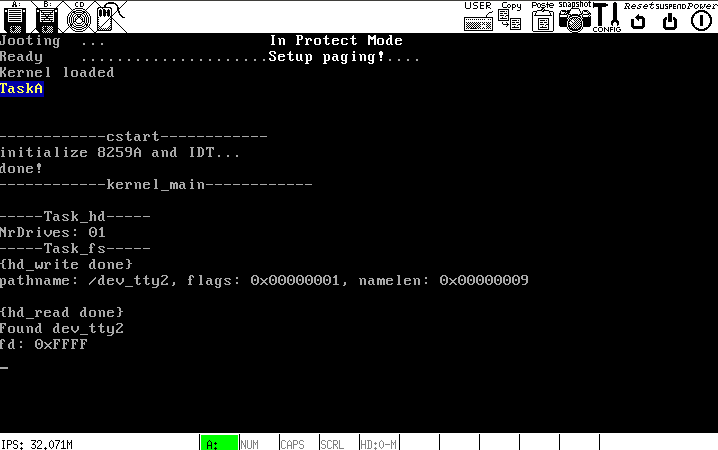 A: B: CD USER Copy Paste Snapshot CONFIG Reset SUSPEND Power
Jooting ... In Protect Mode
Ready .....................Setup paging!....
Kernel loaded
TaskA
------------cstart------------
initialize 8259A and IDT...
done!
------------kernel_main------------
-----Task_hd-----
NrDrives: 01
-----Task_fs-----
{hd_write done}
pathname: /dev_tty2, flags: 0x00000001, namelen: 0x00000009
{hd_read done}
Found dev_tty2
fd: 0xFFFF
_
IPS: 32.071M A: NUM CAPS SCRL HD:0-M